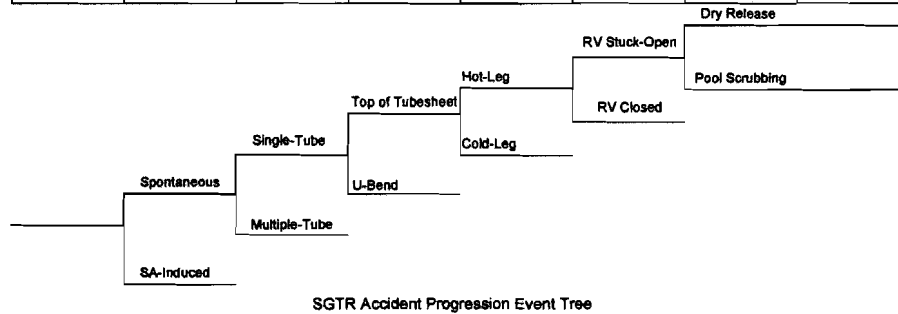 Dry Release
RV Stuck-Open
Pool Scrubbing
Hot-Leg
RV Closed
Top of Tubesheet
Single-Tube
Cold-Leg
Spontaneous
U-Bend
Multiple-Tube
SA-Induced
SGTR Accident Progression Event Tree